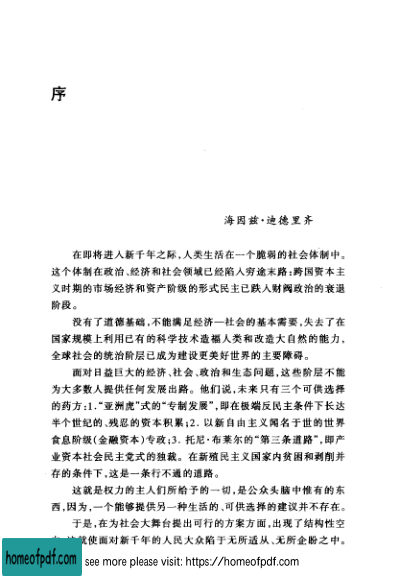 序
海因兹·迪德里齐
在即将进入新千年之际,人类生活在一个脆弱的社会体制中。
这个体制在政治、经济和社会领域已经陷入穷途末路:跨国资本主
义时期的市场经济和资产阶级的形式民主已跌入财阀政治的衰退
阶段。
没有了道德基础,不能满足经济—社会的基本需要,失去了在
国家规模上利用已有的科学技术造福人类和改造大自然的能力,
全球社会的统治阶层已成为建设更美好世界的主要障碍。
面对日益巨大的经济、社会、政治和生态问题,这些阶层不能
为大多数人提供任何发展出路。他们说,未来只有三个可供选择
的药方:1.“亚洲虎”式的“专制发展”,即在极端反民主条件下长达
半个世纪的、残忍的资本积累;2. 以新自由主义闻名于世的世界
食息阶级(金融资本)专政;3. 托尼·布莱尔的“第三条道路”,即产
业资本社会民主党式的独裁。在新殖民主义国家内贫困和剥削并
存的条件下,这是一条行不通的道路。
这就是权力的主人们所给予的一切,是公众头脑中惟有的东
西,因为,一个能够提供另一种生活的、可供选择的建议并不存在。
于是,在为社会大舞台提出可行的方案方面,出现了结构性空
这就使面对新千年的人民大众陷于无所适从、无所企盼之中。
homeofpdf.com
see more please visit: https://homeofpdf.com